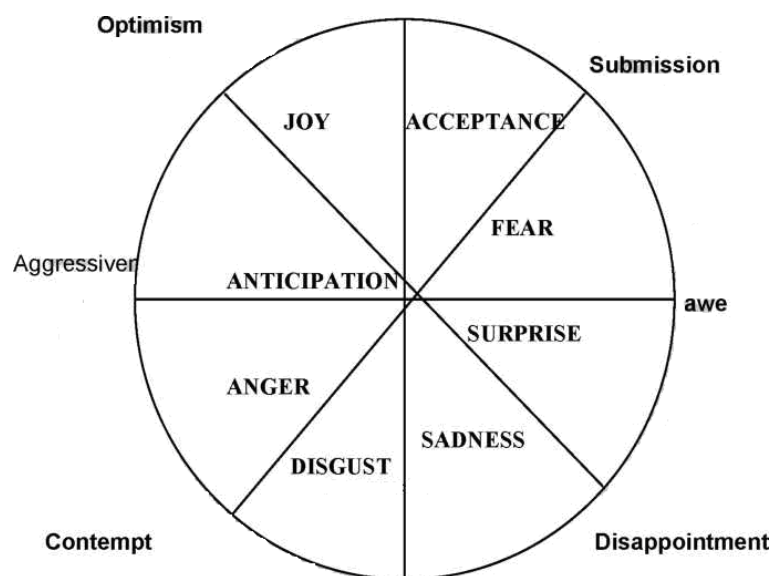 Optimism
Submission
JOY
ACCEPTANCE
FEAR
Aggressiver
ANTICIPATION
awe
SURPRISE
ANGER
SADNESS
DISGUST
Contempt
Disappointment